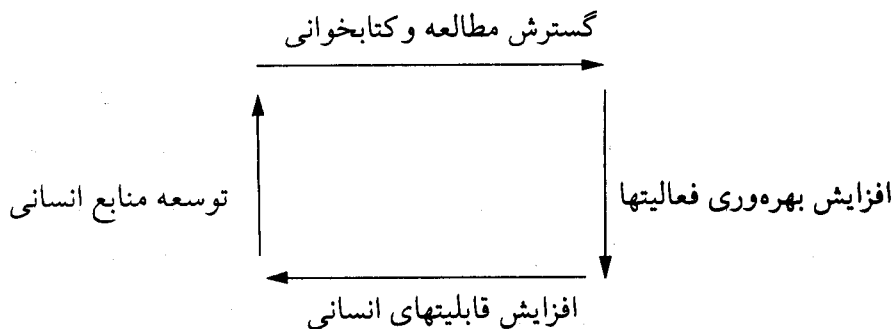 گسترش مطالعه و کتابخوانی
افزایش بهره‌وری فعالیتها
توسعه منابع انسانی
افزایش قابلیتهای انسانی